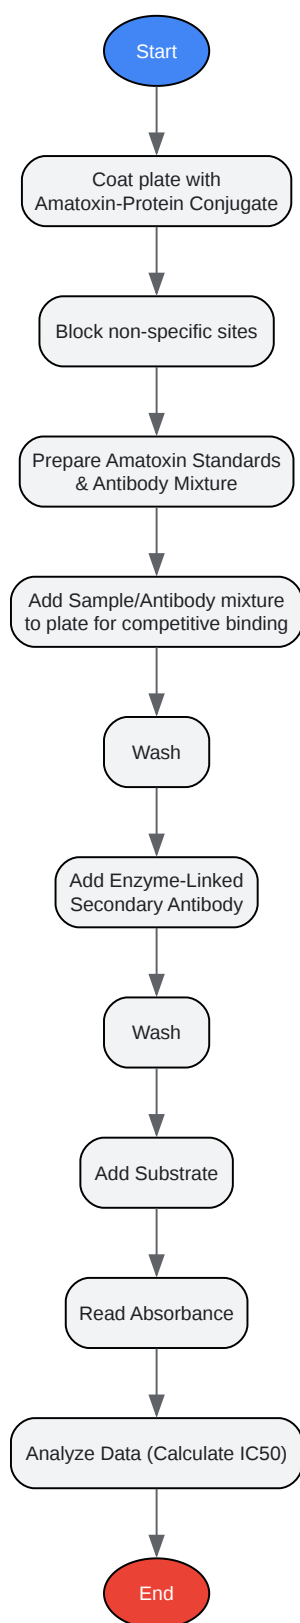 Start
Coat plate with
Amatoxin-Protein Conjugate
Block non-specific sites
Prepare Amatoxin Standards
& Antibody Mixture
Add Sample/Antibody mixture
to plate for competitive binding
Wash
Add Enzyme-Linked
Secondary Antibody
Wash
Add Substrate
Read Absorbance
Analyze Data (Calculate IC50)
End